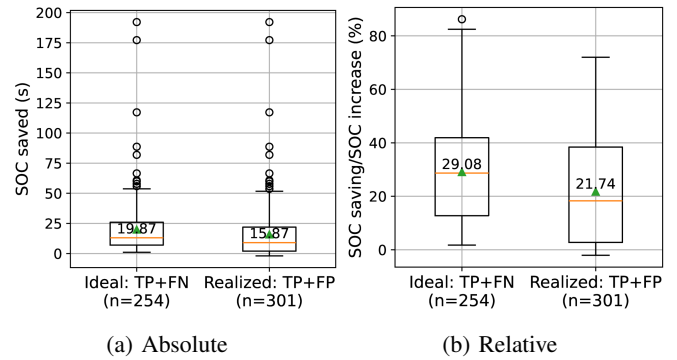 SOC saved (s)
200
175
150
125
100
75
50
25
0
19.87
15.87
Ideal: TP+FN
(n=254)
Realized: TP+FP
(n=301)
(a) Absolute
SOC saving/SOC increase (%)
80
60
40
20
0
29.08
21.74
Ideal: TP+FN
(n=254)
Realized: TP+FP
(n=301)
(b) Relative